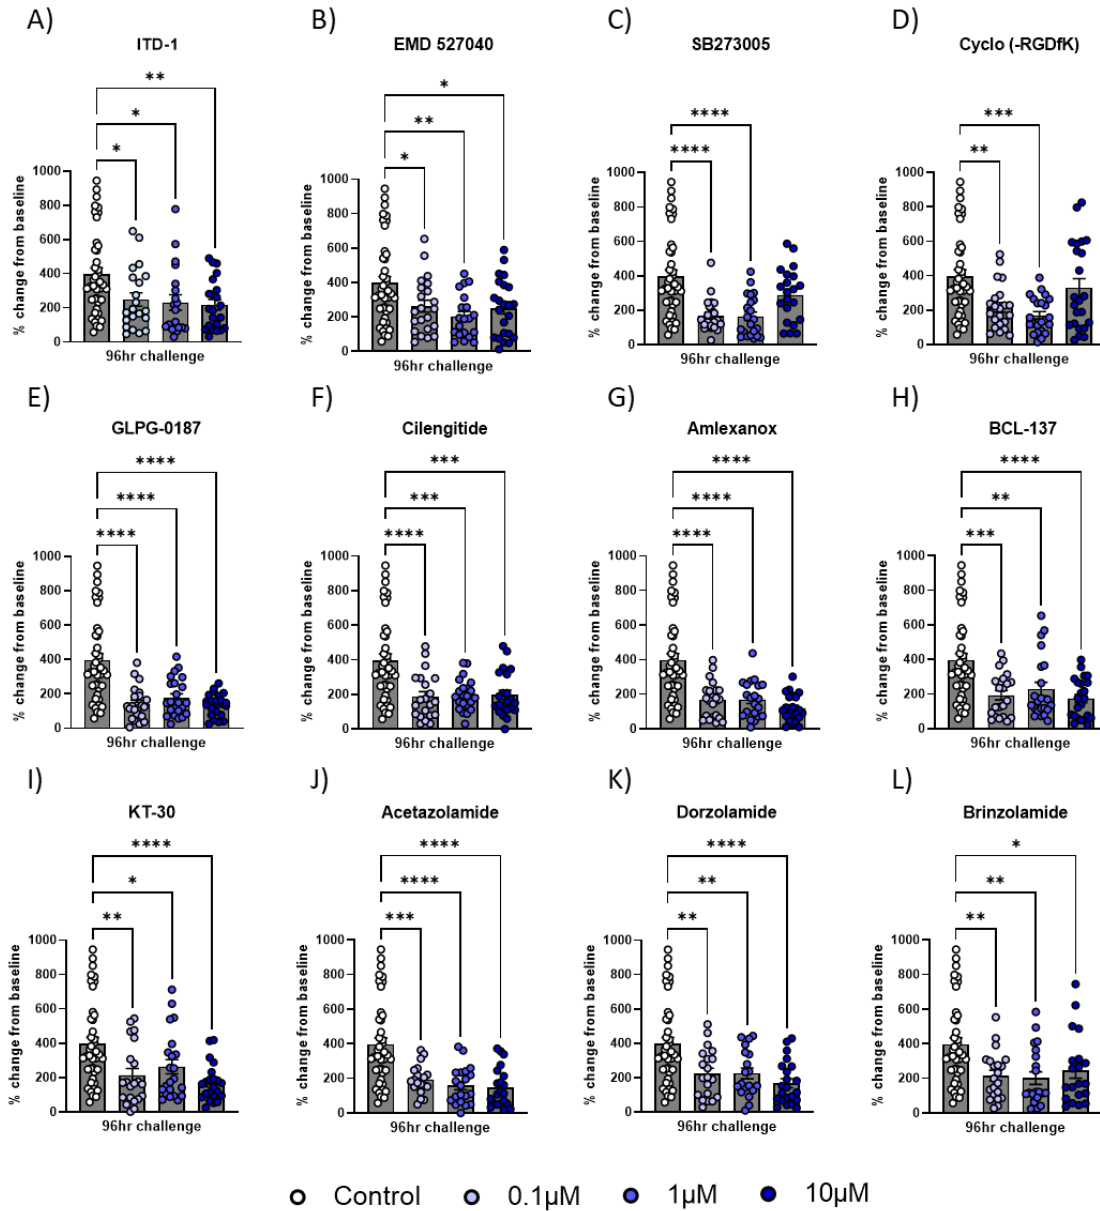 A) B) C) D)
ITD-1 EMD 527040 SB273005 Cyclo (-RGDfK)
** * **** ***
* ** **** **
* *
% change from baseline % change from baseline % change from baseline % change from baseline
1000 1000 1000 1000
800 800 800 800
600 600 600 600
400 400 400 400
200 200 200 200
0 0 0 0
96hr challenge 96hr challenge 96hr challenge 96hr challenge
E) F) G) H)
GLPG-0187 Cilengitide Amlexanox BCL-137
**** *** **** ****
**** *** **** **
**** **** **** ***
% change from baseline % change from baseline % change from baseline % change from baseline
1000 1000 1000 1000
800 800 800 800
600 600 600 600
400 400 400 400
200 200 200 200
0 0 0 0
96hr challenge 96hr challenge 96hr challenge 96hr challenge
I) J) K) L)
KT-30 Acetazolamide Dorzolamide Brinzolamide
**** **** **** *
* **** ** **
** *** ** **
% change from baseline % change from baseline % change from baseline % change from baseline
1000 1000 1000 1000
800 800 800 800
600 600 600 600
400 400 400 400
200 200 200 200
0 0 0 0
96hr challenge 96hr challenge 96hr challenge 96hr challenge
Control 0.1μM 1μM 10μM